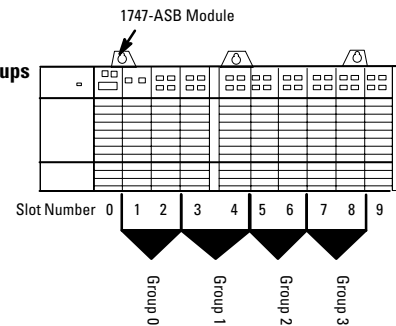 1747-ASB Module
ups
Slot Number 0 1 2 3 4 5 6 7 8 9
Group 0
Group 1
Group 2
Group 3